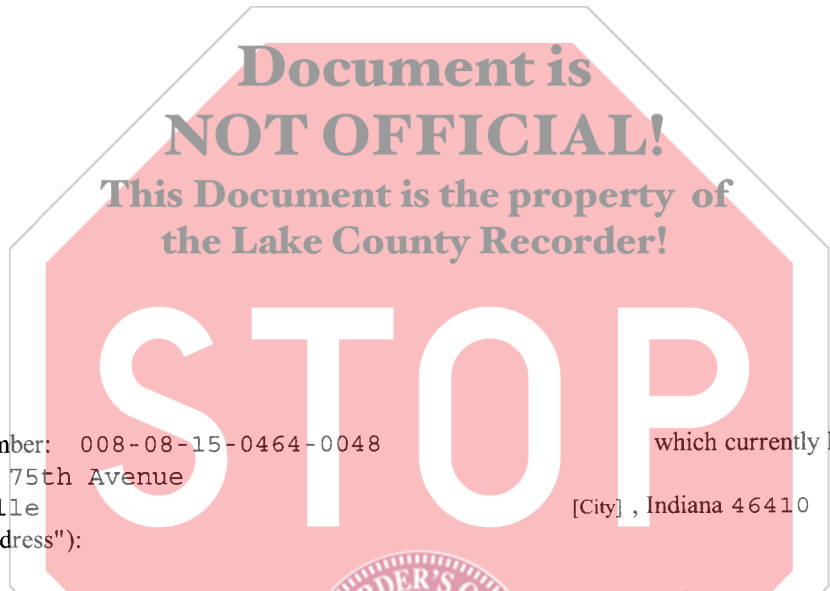 Document is
NOT OFFICIAL!
This Document is the property of
the Lake County Recorder!
STOP
mber: 008-08-15-0464-0048 which currently
75th Avenue
lle [City] , Indiana 46410
dress"):
DER'S O